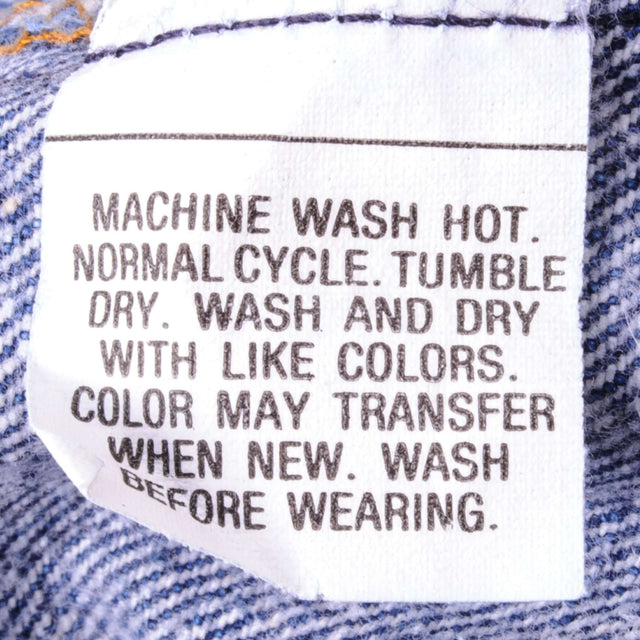 MACHINE WASH HOT.
NORMAL CYCLE. TUMBLE
DRY. WASH AND DRY
WITH LIKE COLORS.
COLOR MAY TRANSFER
WHEN NEW. WASH
BEFORE WEARING.